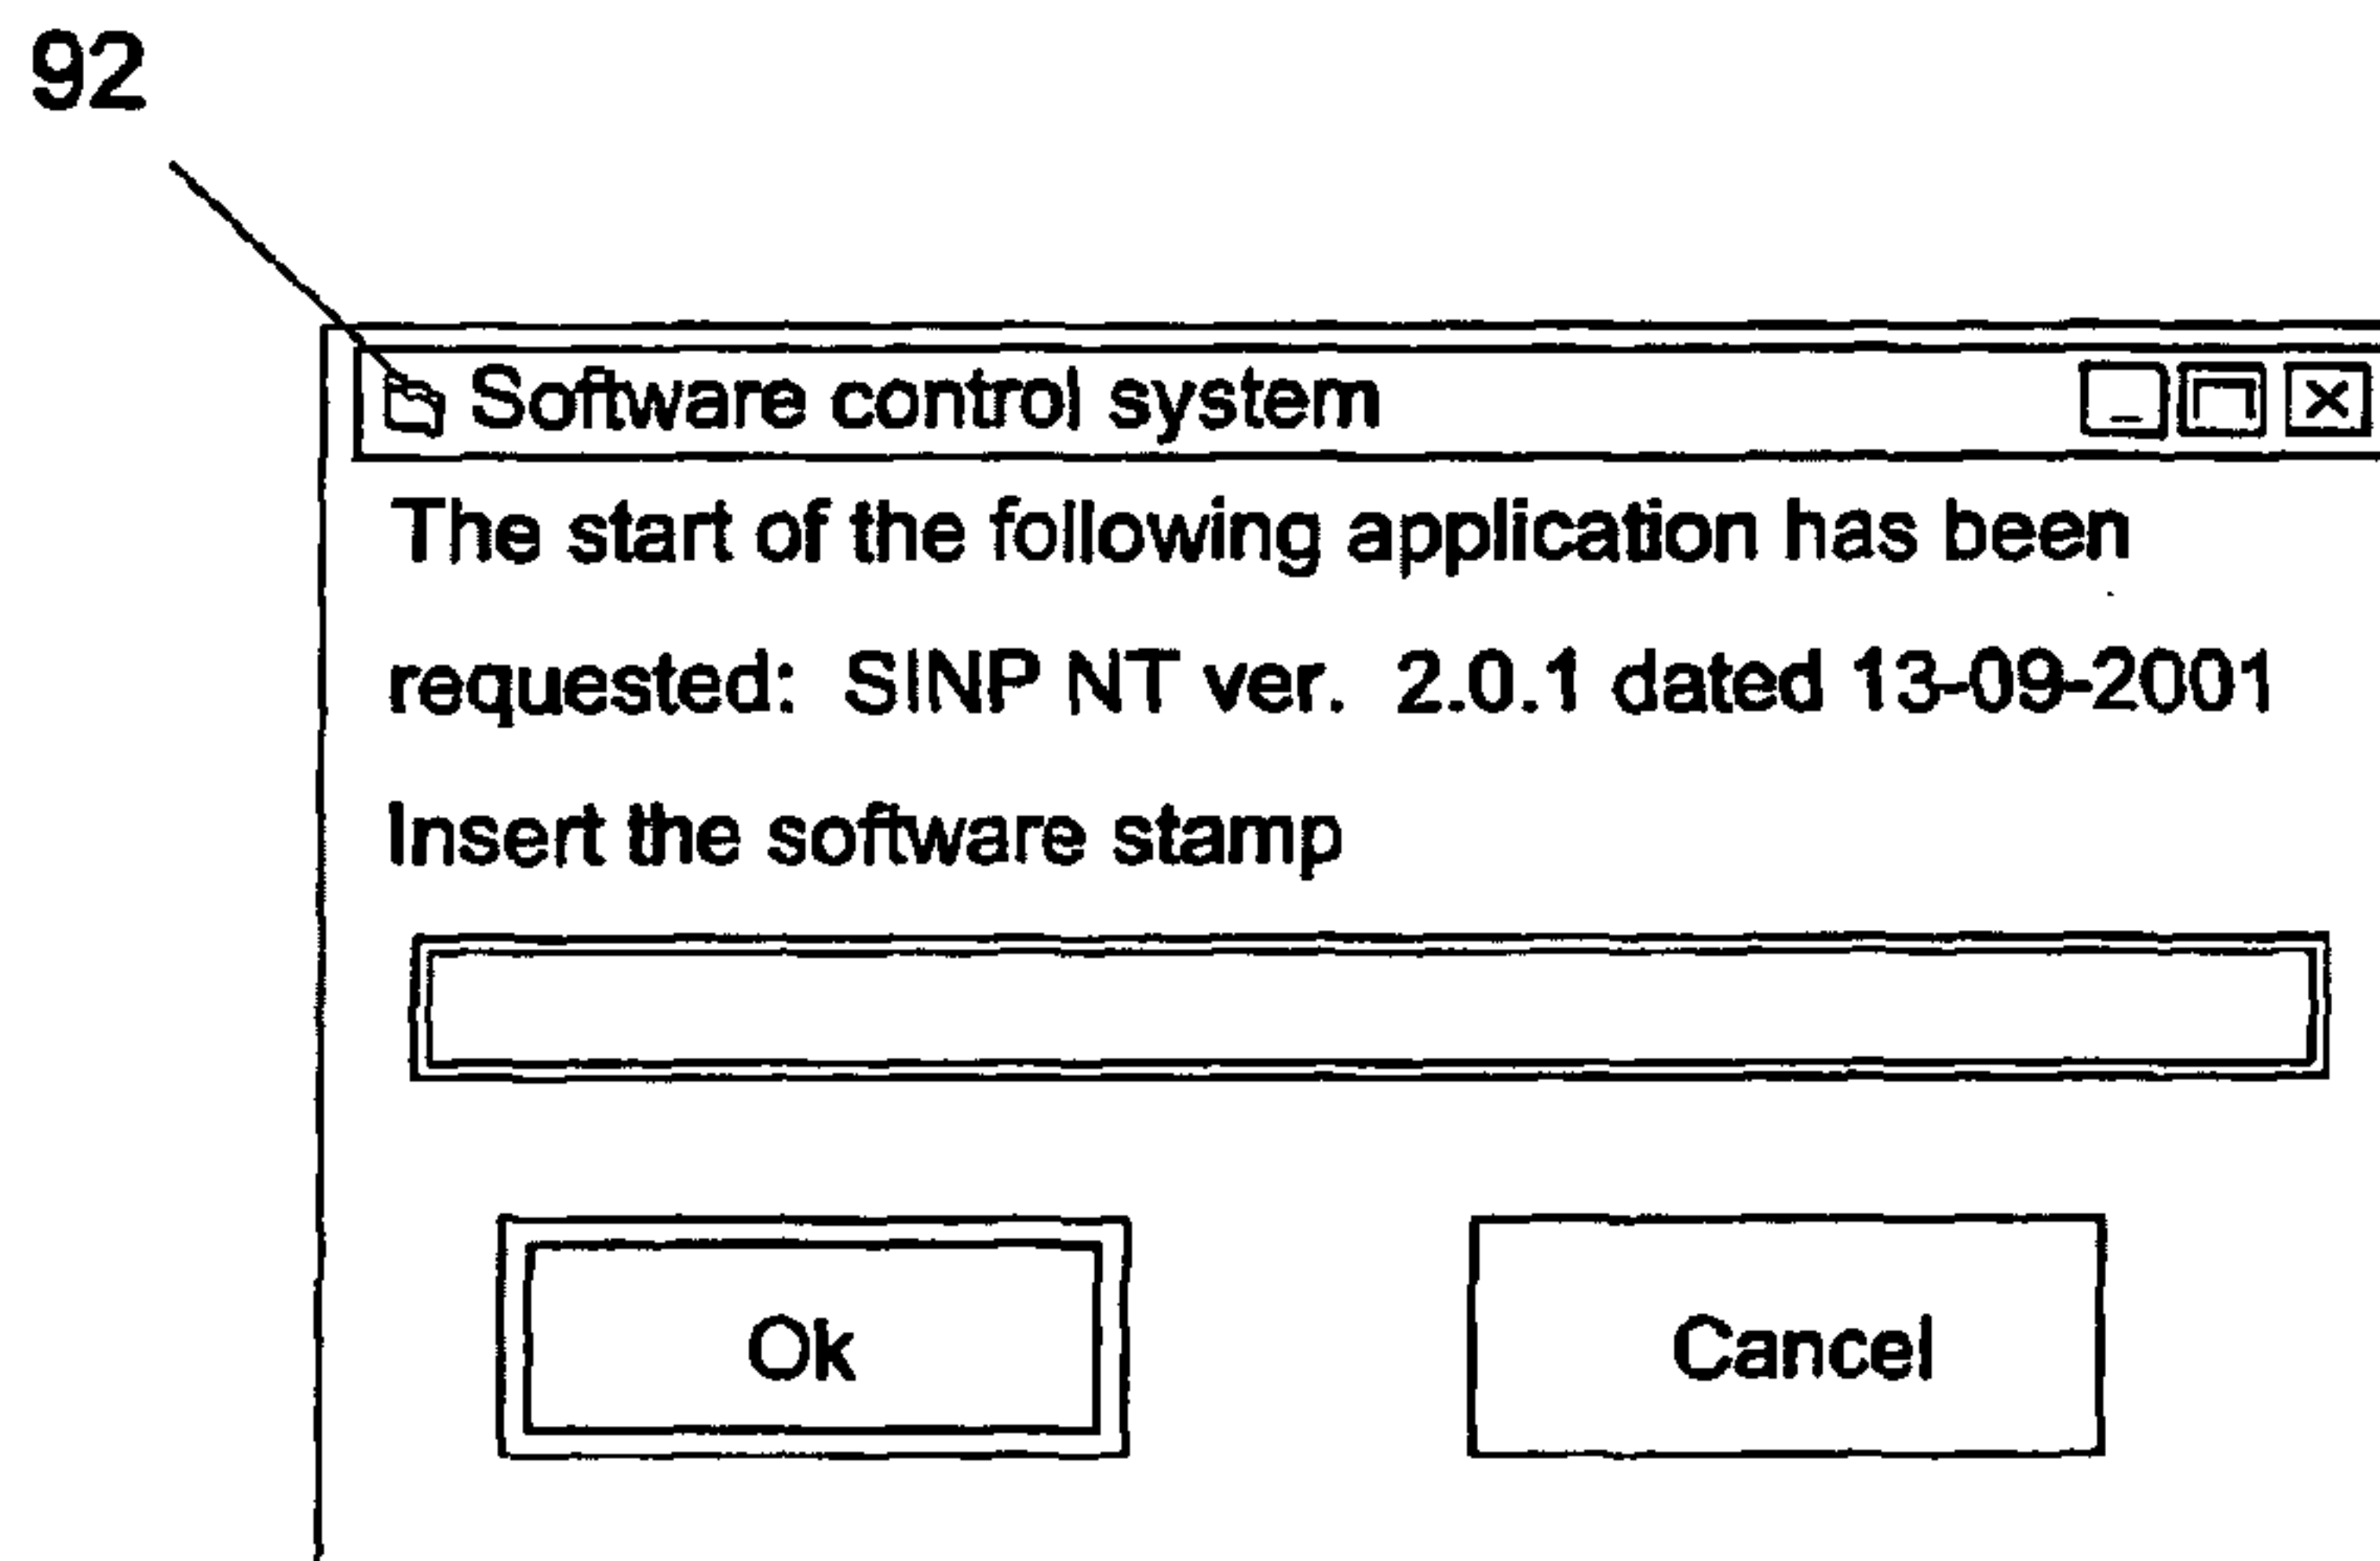 92
Software control system
The start of the following application has been
requested: SINP NT ver. 2.0.1 dated 13-09-2001
Insert the software stamp
Ok Cancel